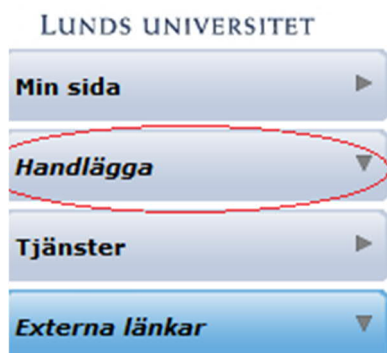 LUNDS UNIVERSITET
Min sida
Handlägga
Tjänster
Externa länkar